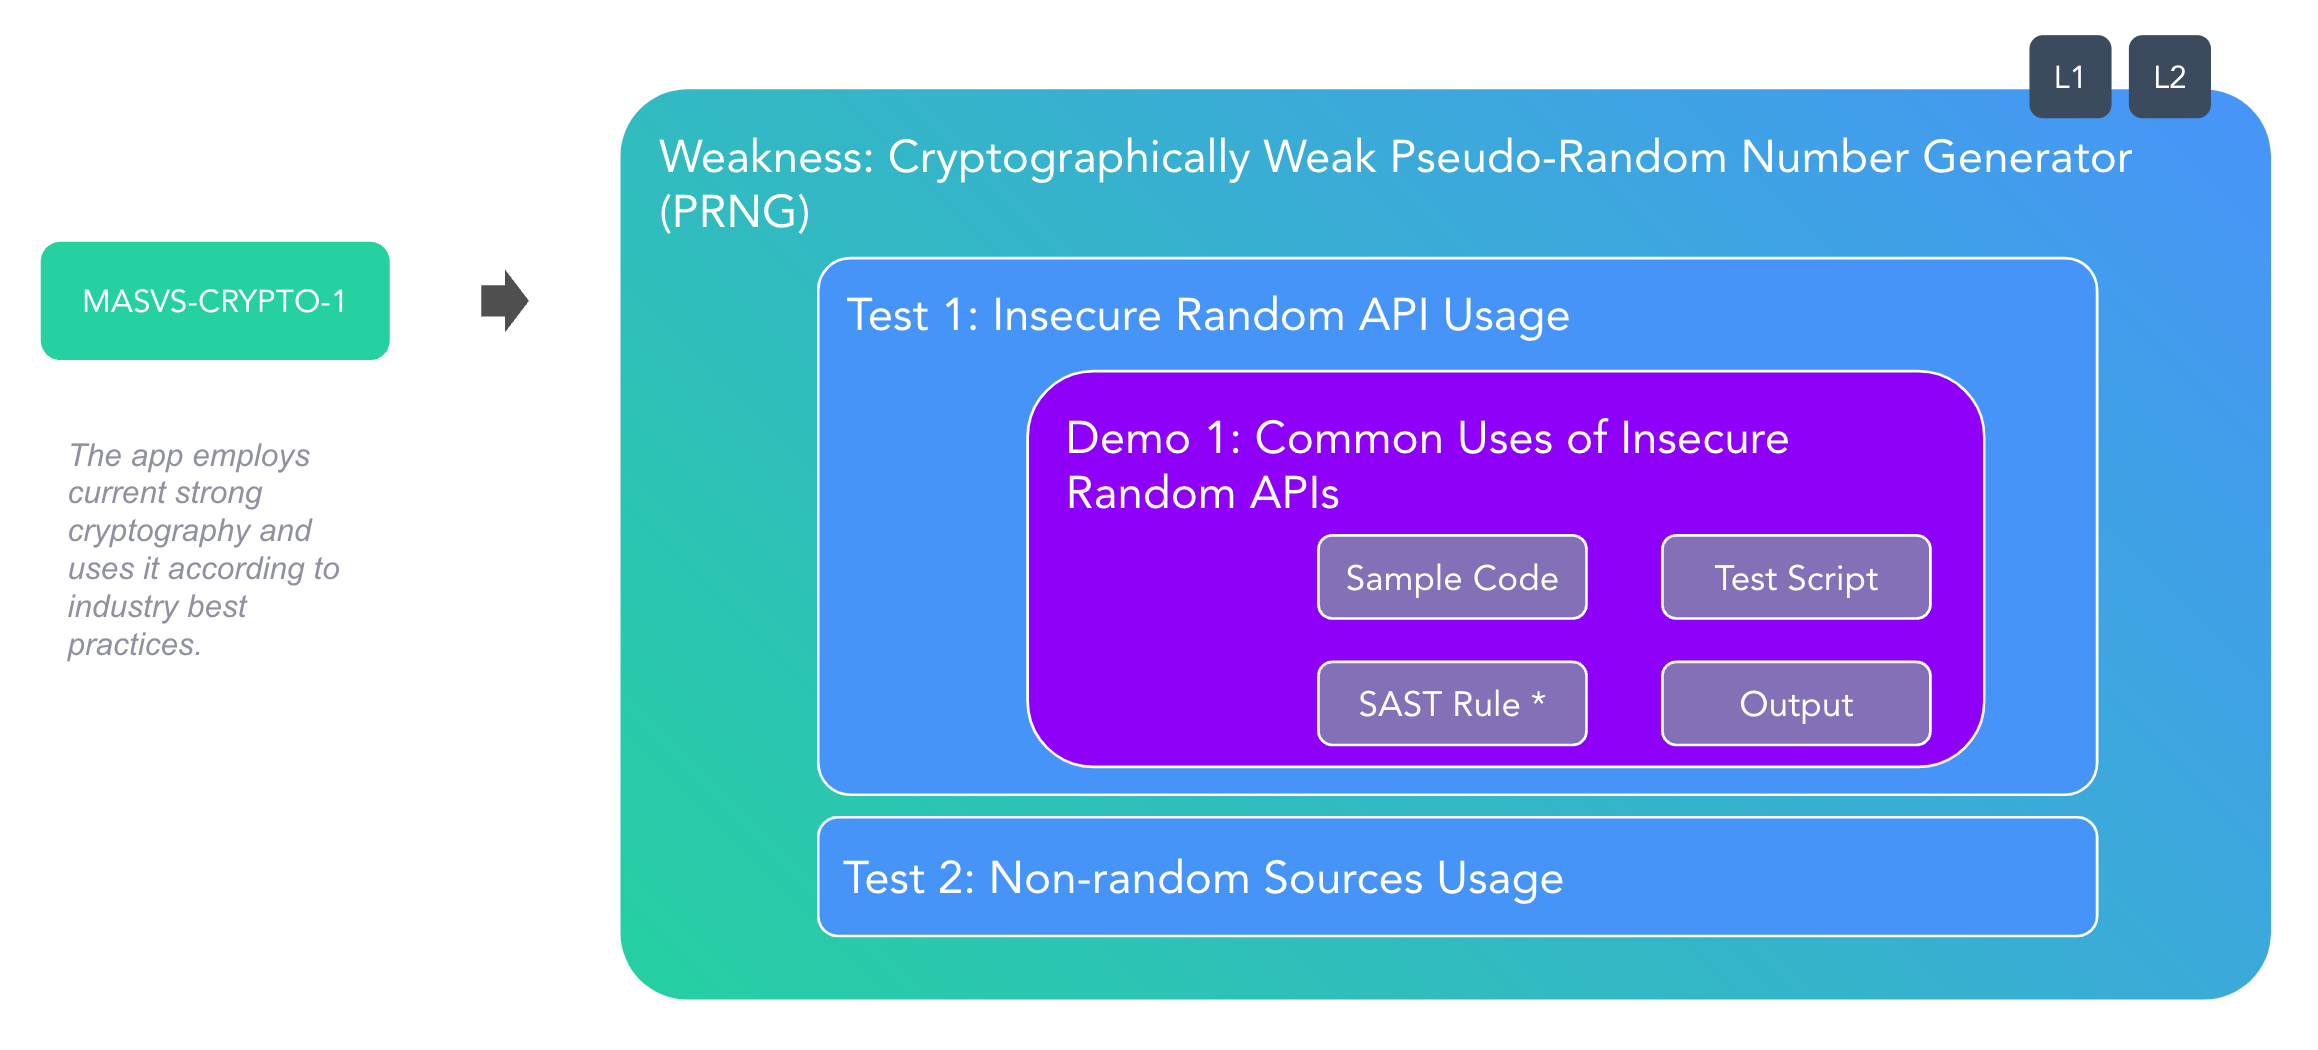 L1
L2
Weakness: Cryptographically Weak Pseudo-Random Number Generator
(PRNG)
MASVS-CRYPTO-1
The app employs
current strong
cryptography and
uses it according to
industry best
practices.
Test 1: Insecure Random API Usage
Demo 1: Common Uses of Insecure
Random APIs
Sample Code
Test Script
SAST Rule *
Output
Test 2: Non-random Sources Usage